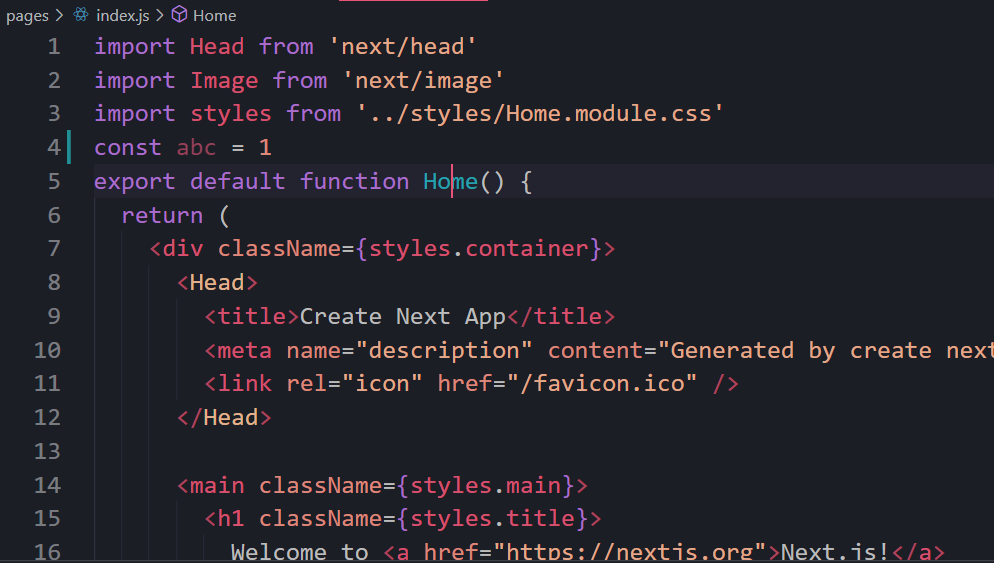 pages > index.js > Home
1 import Head from 'next/head'
2 import Image from 'next/image'
3 import styles from '../styles/Home.module.css'
4 const abc = 1
5 export default function Home() {
6 return (
7 <div className={styles.container}>
8 <Head>
9 <title>Create Next App</title>
10 <meta name="description" content="Generated by create next
11 <link rel="icon" href="/favicon.ico" />
12 </Head>
13
14 <main className={styles.main}>
15 <h1 className={styles.title}>
16 Welcome to <a href="https://nextjs.org">Next.js!</a>